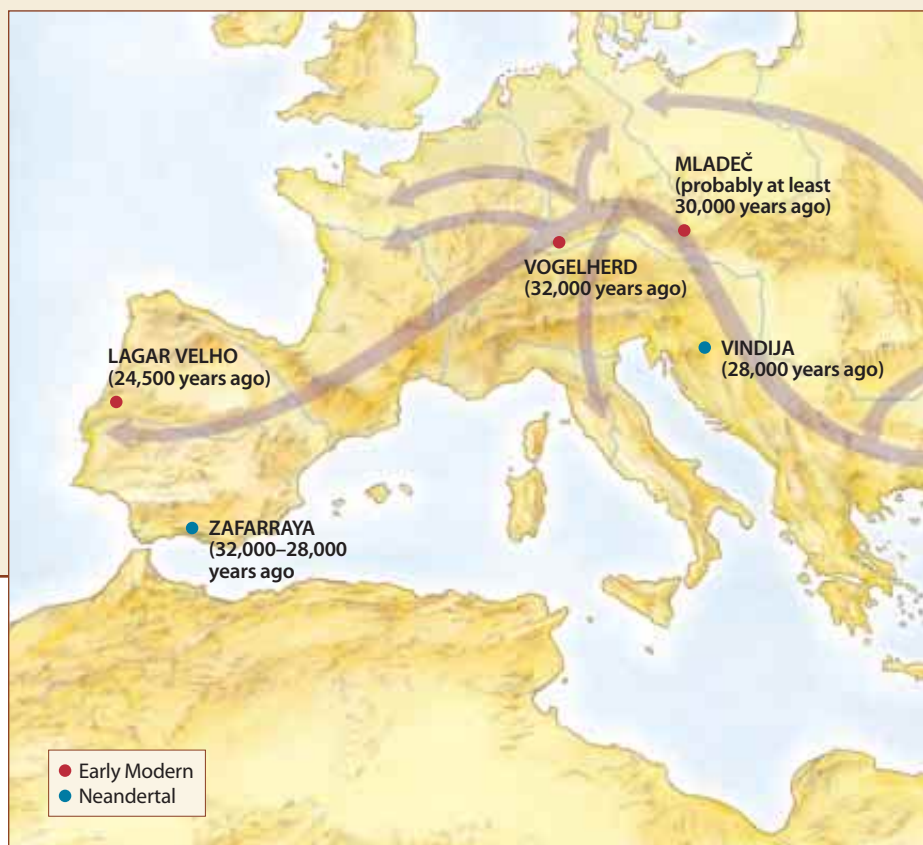 MLADEČ
(probably at least
30,000 years ago)
VOGELHERD
(32,000 years ago)
VINDIJA
(28,000 years ago)
LAGAR VELHO
(24,500 years ago)
ZAFARRAYA
(32,000–28,000
years ago
Early Modern
Neandertal